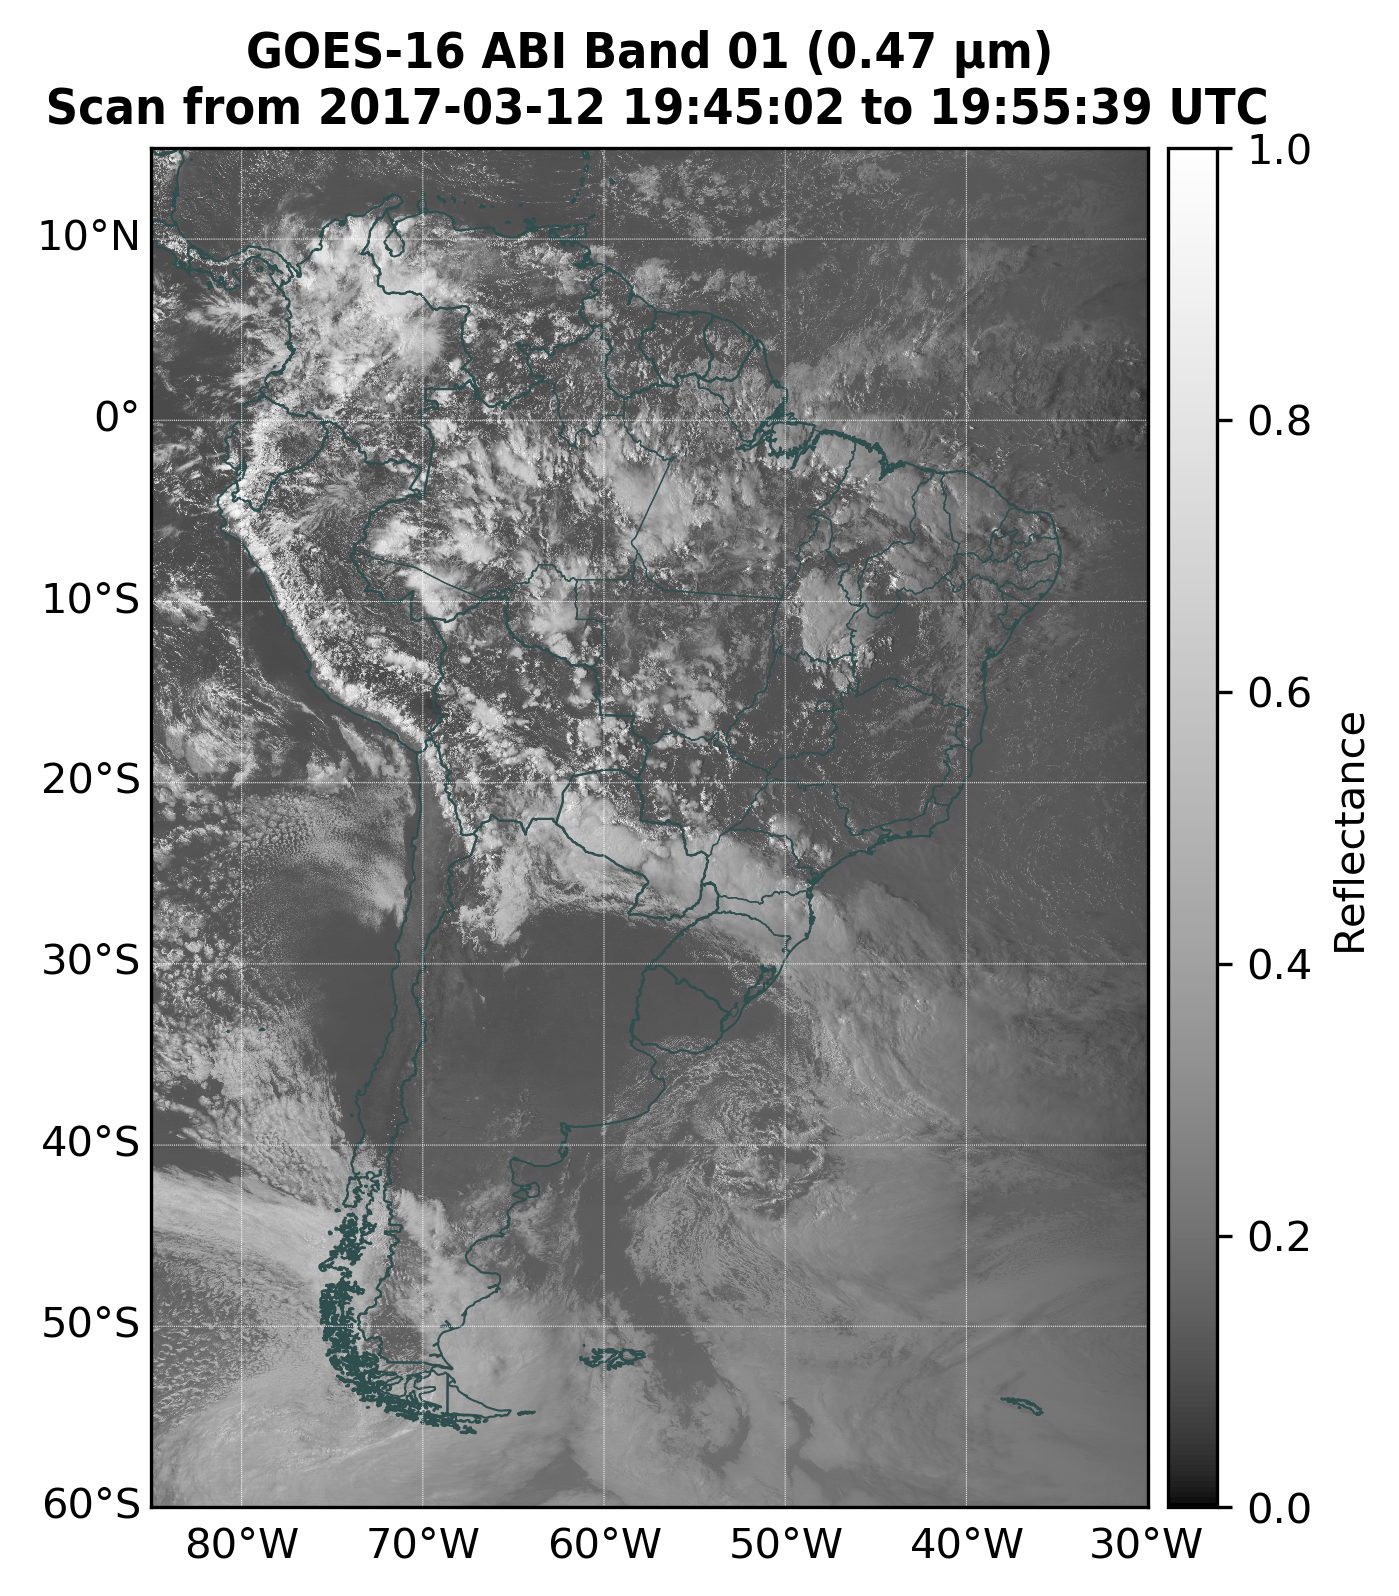 GOES-16 ABI Band 01 (0.47 µm)
Scan from 2017-03-12 19:45:02 to 19:55:39 UTC
10°N
0°
10°S
20°S
30°S
40°S
50°S
60°S
80°W
70°W
60°W
50°W
40°W
30°W
1.0
0.8
0.6
0.4
0.2
0.0
Reflectance